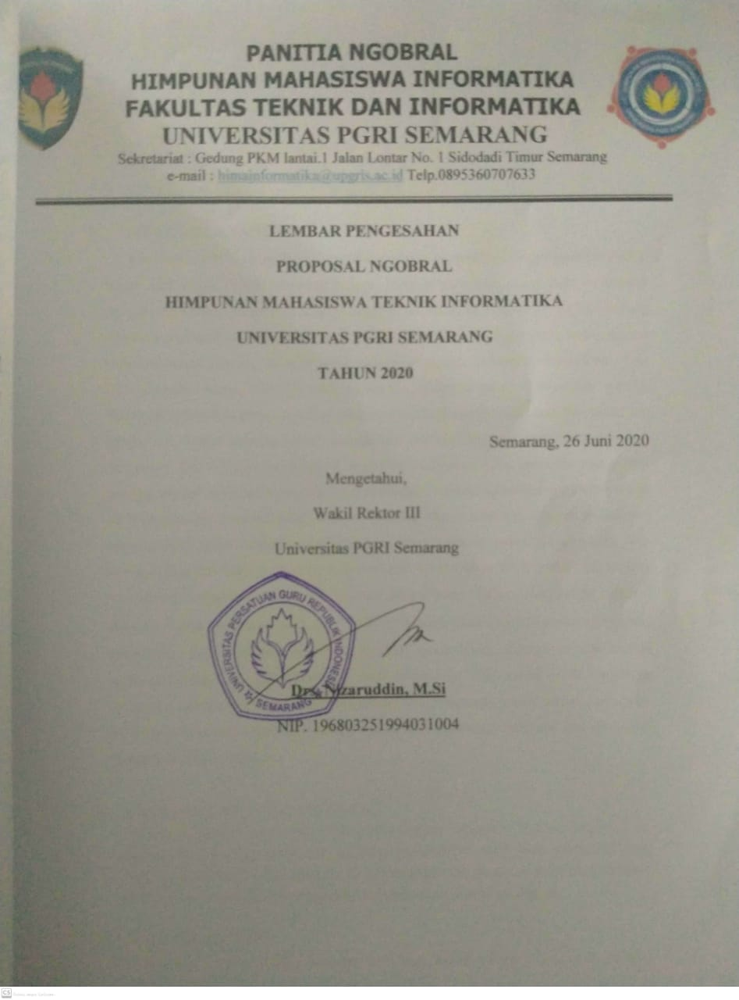 PANITIA NGOBRAL
HIMPUNAN MAHASISWA INFORMATIKA
FAKULTAS TEKNIK DAN INFORMATIKA
UNIVERSITAS PGRI SEMARANG
Sekretariat : Gedung PKM lantai.1 Jalan Lontar No. 1 Sidodadi Timur Semarang
e-mail : himainformatika@upgris.ac.id Telp.0895360707633
LEMBAR PENGESAHAN
PROPOSAL NGOBRAL
HIMPUNAN MAHASISWA TEKNIK INFORMATIKA
UNIVERSITAS PGRI SEMARANG
TAHUN 2020
Semarang, 26 Juni 2020
Mengetahui,
Wakil Rektor III
Universitas PGRI Semarang
UNIVERSITAS PERSATUAN GURU REPUBLIK INDONESIA
SEMARANG
Drs. Nizaruddin, M.Si
NIP. 196803251994031004
CS